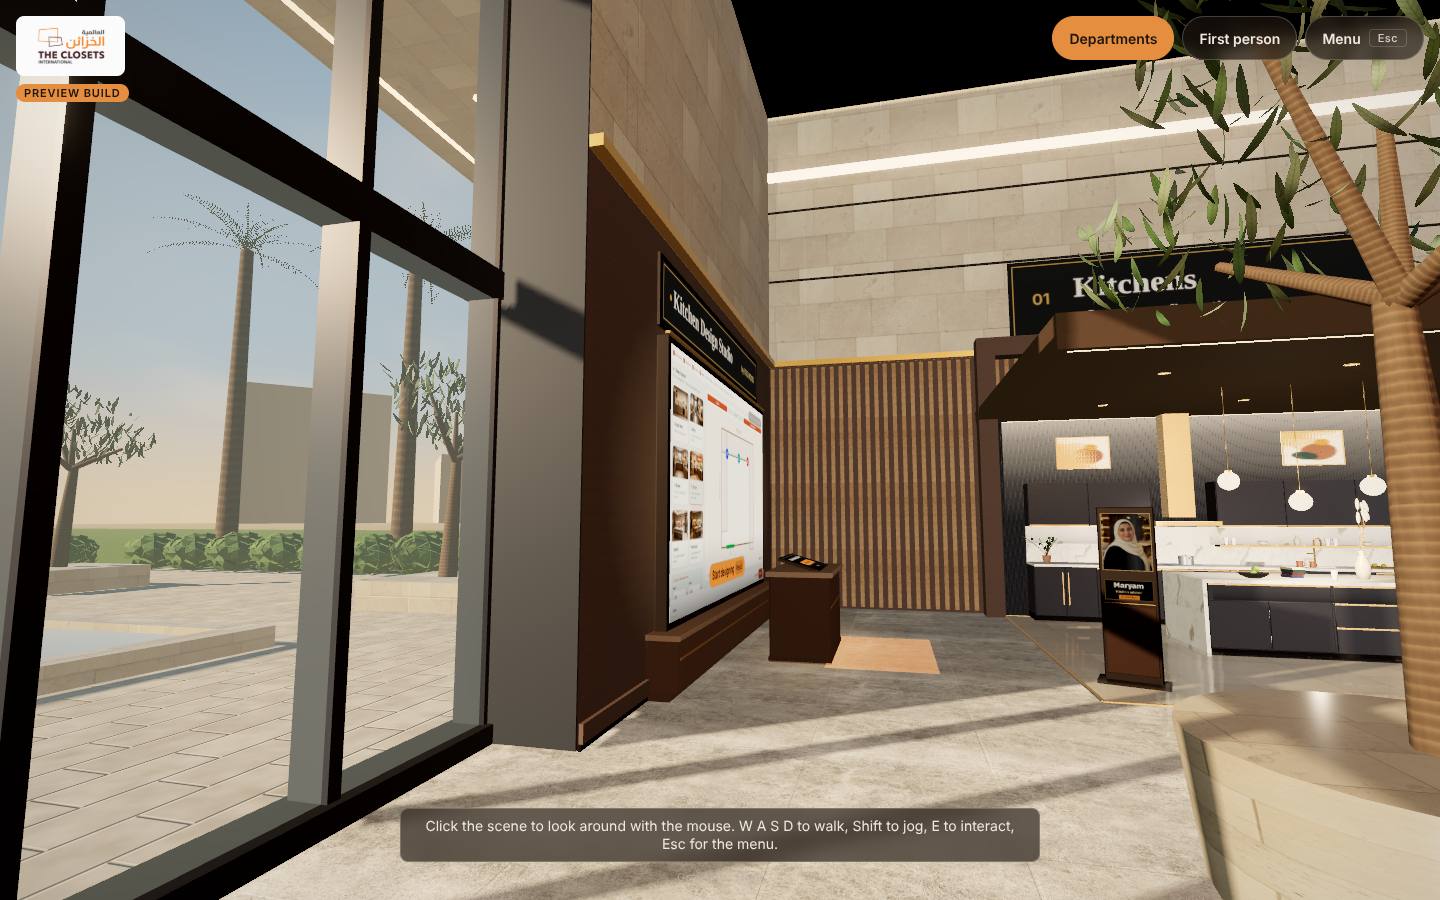 العالمية
الخزائن
THE CLOSETS
INTERNATIONAL
PREVIEW BUILD
Departments
First person
Menu Esc
Kitchen Design Studio
01 Kitchens
Start designing
Maryam
Click the scene to look around with the mouse. W A S D to walk, Shift to jog, E to interact,
Esc for the menu.